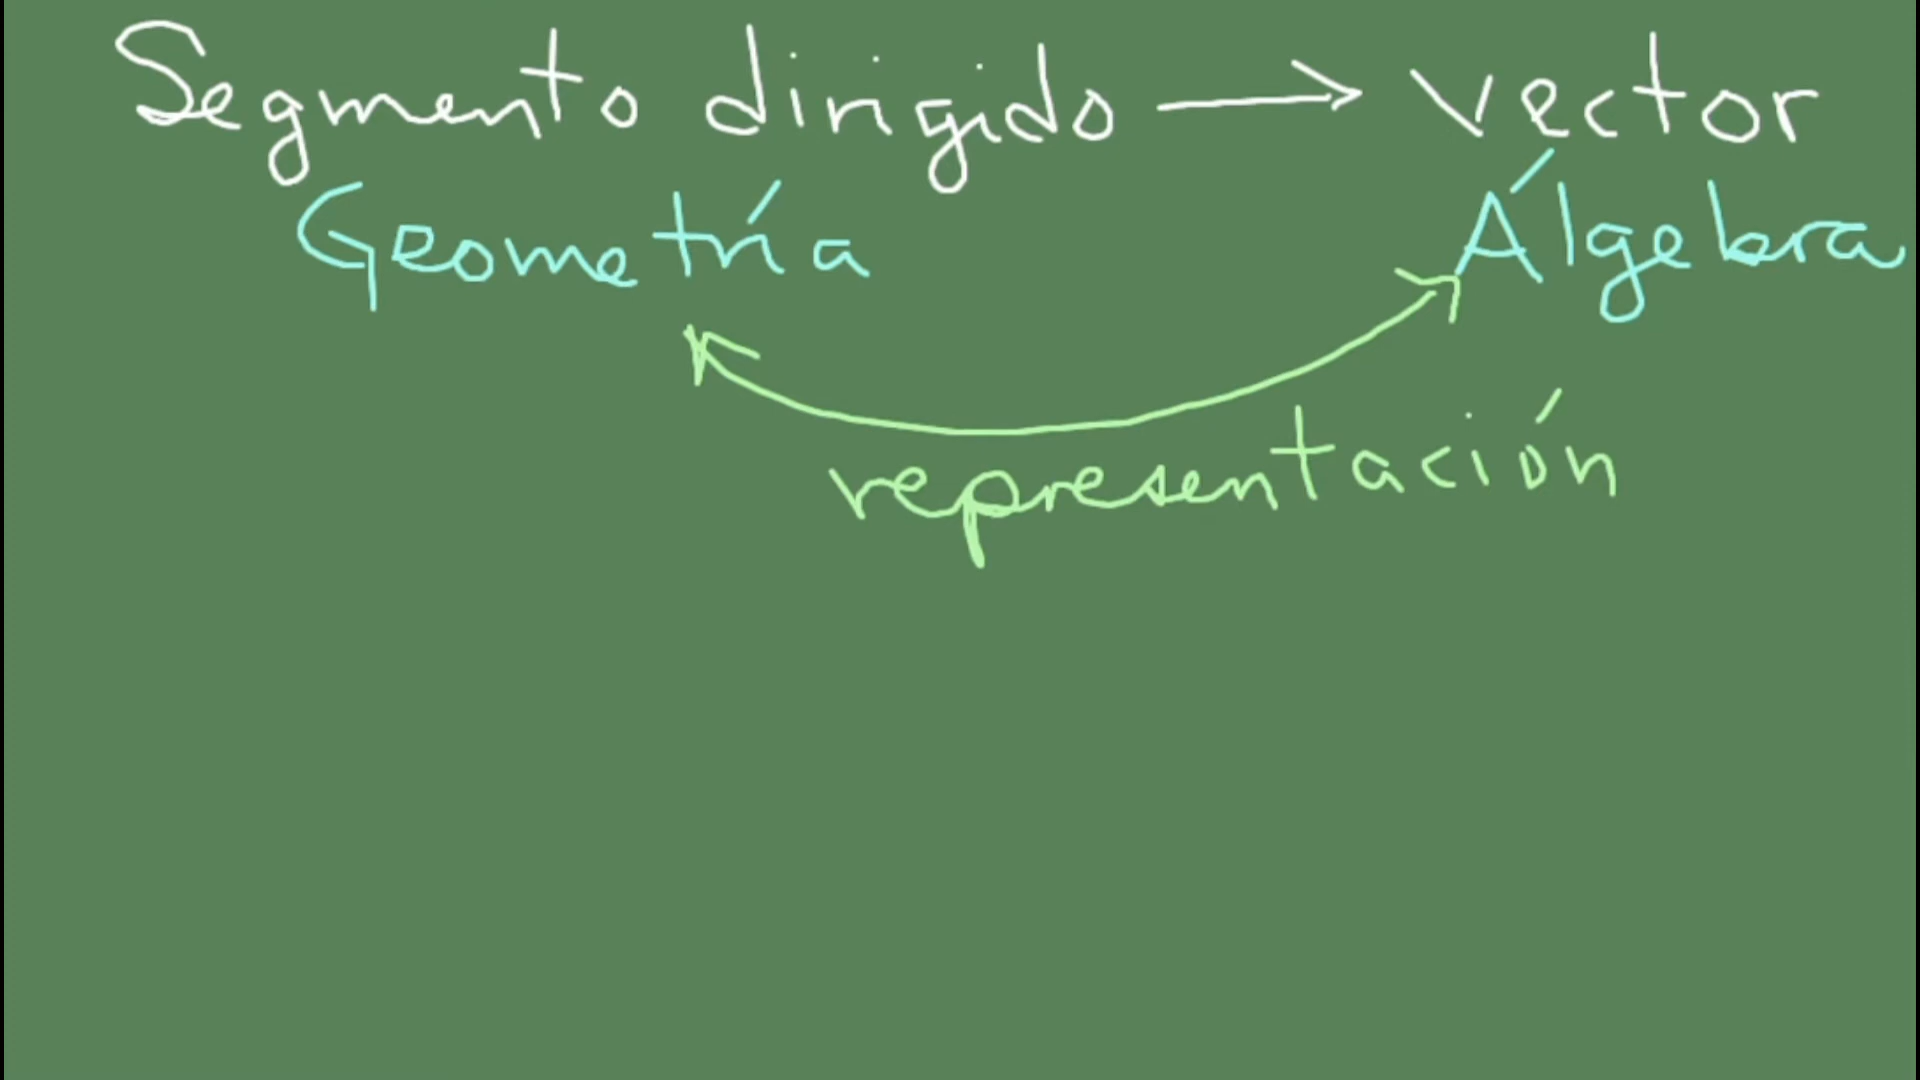 Segmento dirigido → vector
Geometría Álgebra
representación